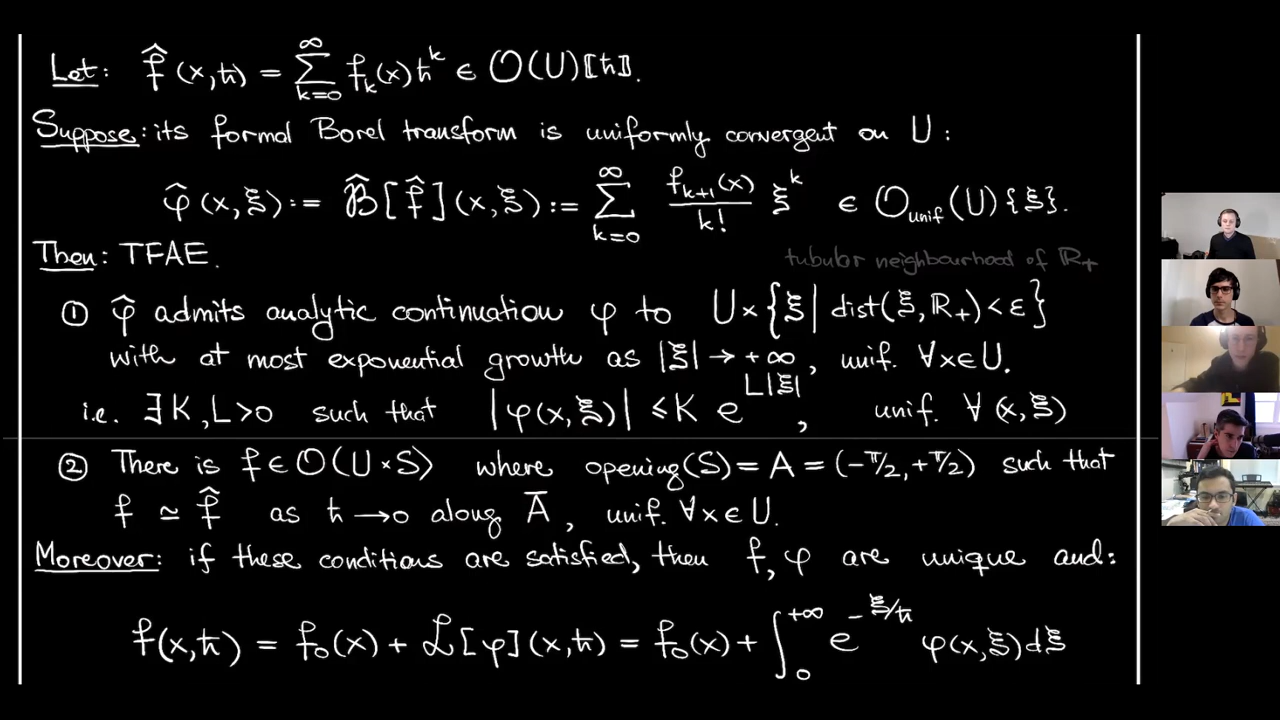 Let: f̂(x,ħ) = ∑_{k=0}^{∞} f_k(x) ħ^k ∈ O(U)⟦ħ⟧.
Suppose: its formal Borel transform is uniformly convergent on U:
φ̂(x,ξ) := B̂[f̂](x,ξ) := ∑_{k=0}^{∞} f_{k+1}(x)/k! ξ^k ∈ O_unif(U){ξ}.
Then: TFAE.
tubular neighbourhood of ℝ₊
① φ̂ admits analytic continuation φ to U×{ξ | dist(ξ,ℝ₊)<ε}
with at most exponential growth as |ξ|→+∞, unif. ∀x∈U.
i.e. ∃K,L>0 such that |φ(x,ξ)| ≤ K e^{L|ξ|}, unif. ∀(x,ξ)
② There is f∈O(U×S) where opening(S)=A=(-π/2,+π/2) such that
f ≃ f̂ as ħ→0 along Ā, unif. ∀x∈U.
Moreover: if these conditions are satisfied, then f,φ are unique and:
f(x,ħ) = f₀(x) + ℒ[φ](x,ħ) = f₀(x) + ∫_0^{+∞} e^{-ξ/ħ} φ(x,ξ)dξ